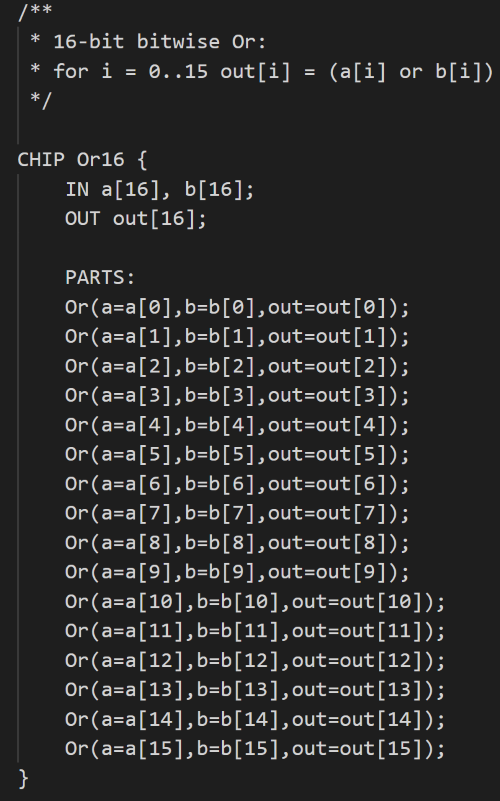 /**
 * 16-bit bitwise Or:
 * for i = 0..15 out[i] = (a[i] or b[i])
 */

CHIP Or16 {
    IN a[16], b[16];
    OUT out[16];

    PARTS:
    Or(a=a[0],b=b[0],out=out[0]);
    Or(a=a[1],b=b[1],out=out[1]);
    Or(a=a[2],b=b[2],out=out[2]);
    Or(a=a[3],b=b[3],out=out[3]);
    Or(a=a[4],b=b[4],out=out[4]);
    Or(a=a[5],b=b[5],out=out[5]);
    Or(a=a[6],b=b[6],out=out[6]);
    Or(a=a[7],b=b[7],out=out[7]);
    Or(a=a[8],b=b[8],out=out[8]);
    Or(a=a[9],b=b[9],out=out[9]);
    Or(a=a[10],b=b[10],out=out[10]);
    Or(a=a[11],b=b[11],out=out[11]);
    Or(a=a[12],b=b[12],out=out[12]);
    Or(a=a[13],b=b[13],out=out[13]);
    Or(a=a[14],b=b[14],out=out[14]);
    Or(a=a[15],b=b[15],out=out[15]);
}